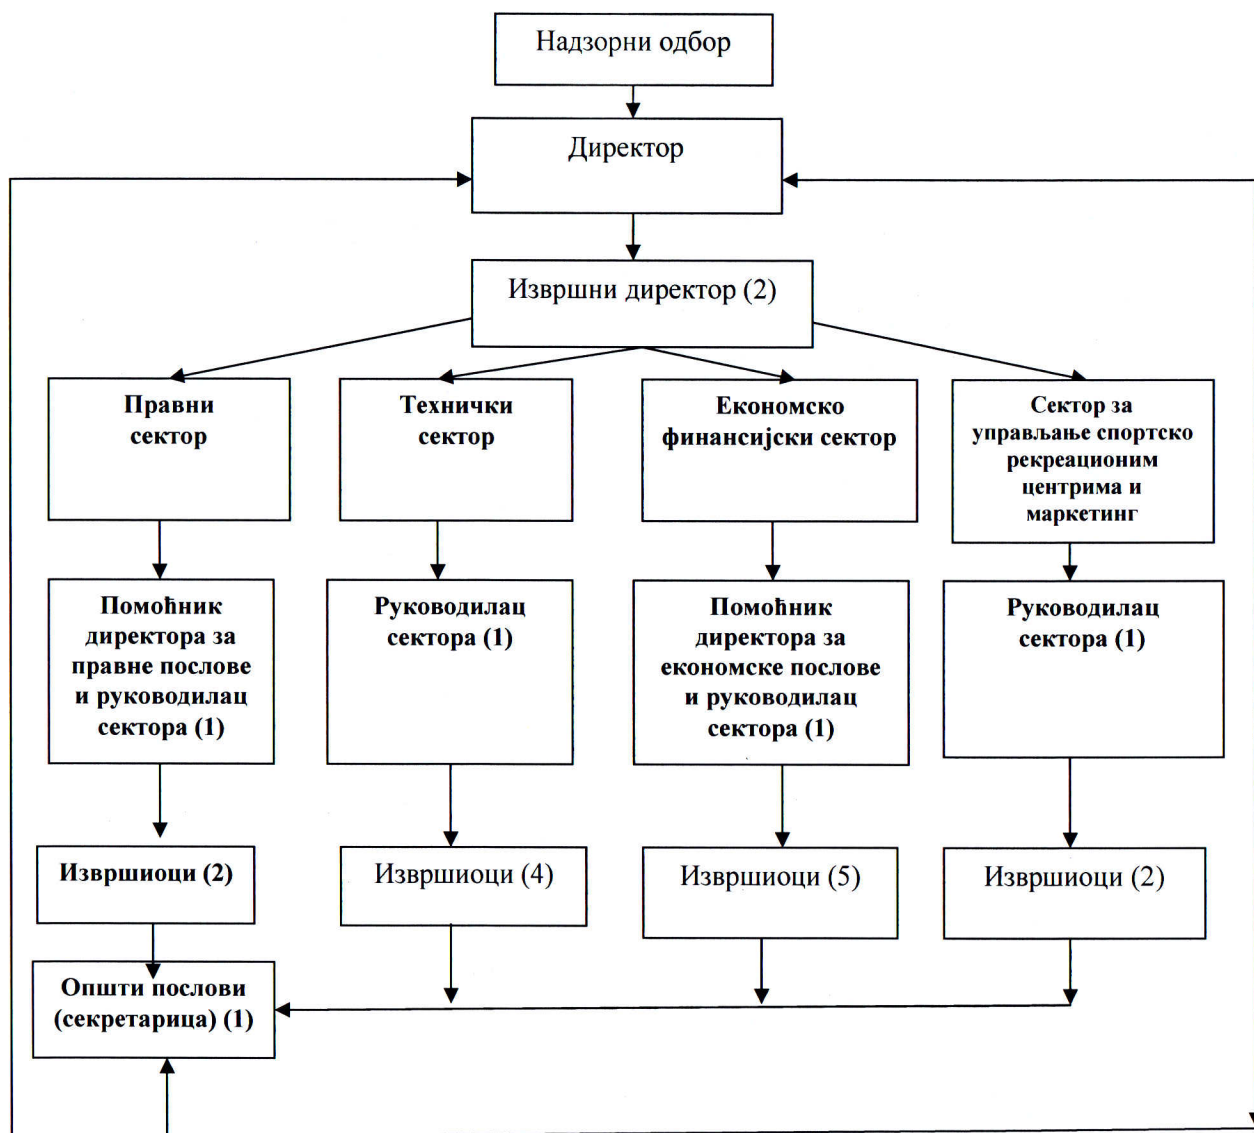 Надзорни одбор
Директор
Извршни директор (2)
Правни
сектор
Технички
сектор
Економско
финансијски сектор
Сектор за
управљање спортско
рекреационим
центрима и
маркетинг
Помоћник
директора за
правне послове
и руководилац
сектора (1)
Руководилац
сектора (1)
Помоћник
директора за
економске послове
и руководилац
сектора (1)
Руководилац
сектора (1)
Извршиоци (2)
Извршиоци (4)
Извршиоци (5)
Извршиоци (2)
Општи послови
(секретарица) (1)